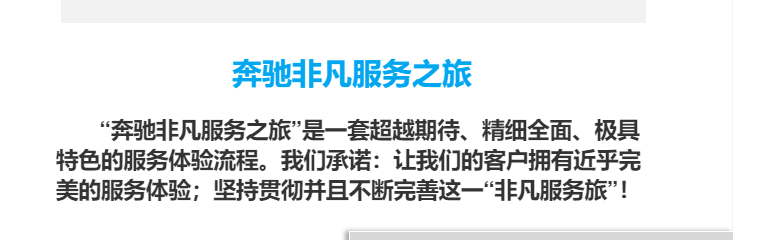 奔驰非凡服务之旅
“奔驰非凡服务之旅”是一套超越期待、精细全面、极具
特色的服务体验流程。我们承诺：让我们的客户拥有近乎完
美的服务体验；坚持贯彻并且不断完善这一“非凡服务旅”！